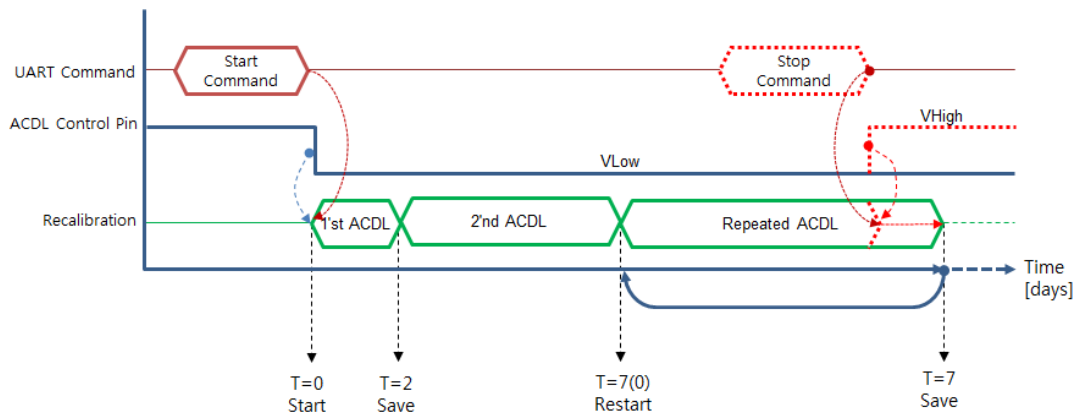 Start
Command
Stop
Command
UART Command
ACDL Control Pin
VHigh
VLow
Recalibration
1'st ACDL
2'nd ACDL
Repeated ACDL
Time
[days]
T=0
Start
T=2
Save
T=7(0)
Restart
T=7
Save